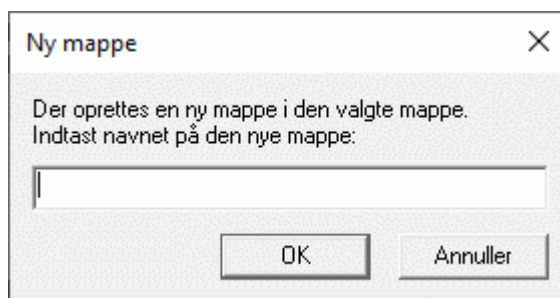 Ny mappe
Der oprettes en ny mappe i den valgte mappe.
Indtast navnet på den nye mappe:
OK
Annuller